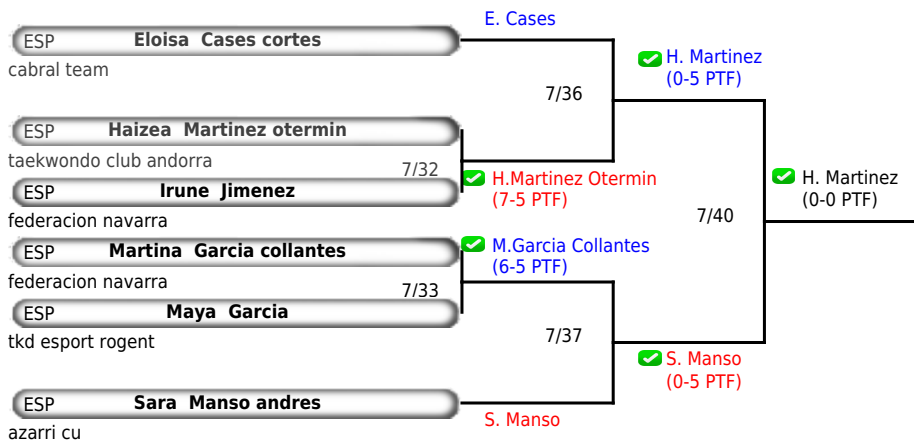 E. Cases
ESP Eloisa Cases cortes
cabral team
H. Martinez
(0-5 PTF)
7/36
ESP Haizea Martinez otermin
taekwondo club andorra
7/32
H.Martinez Otermin
(7-5 PTF)
H. Martinez
(0-0 PTF)
ESP Irune Jimenez
federacion navarra
7/40
ESP Martina Garcia collantes
M.Garcia Collantes
(6-5 PTF)
federacion navarra
7/33
ESP Maya Garcia
tkd esport rogent
7/37
S. Manso
(0-5 PTF)
ESP Sara Manso andres
S. Manso
azarri cu